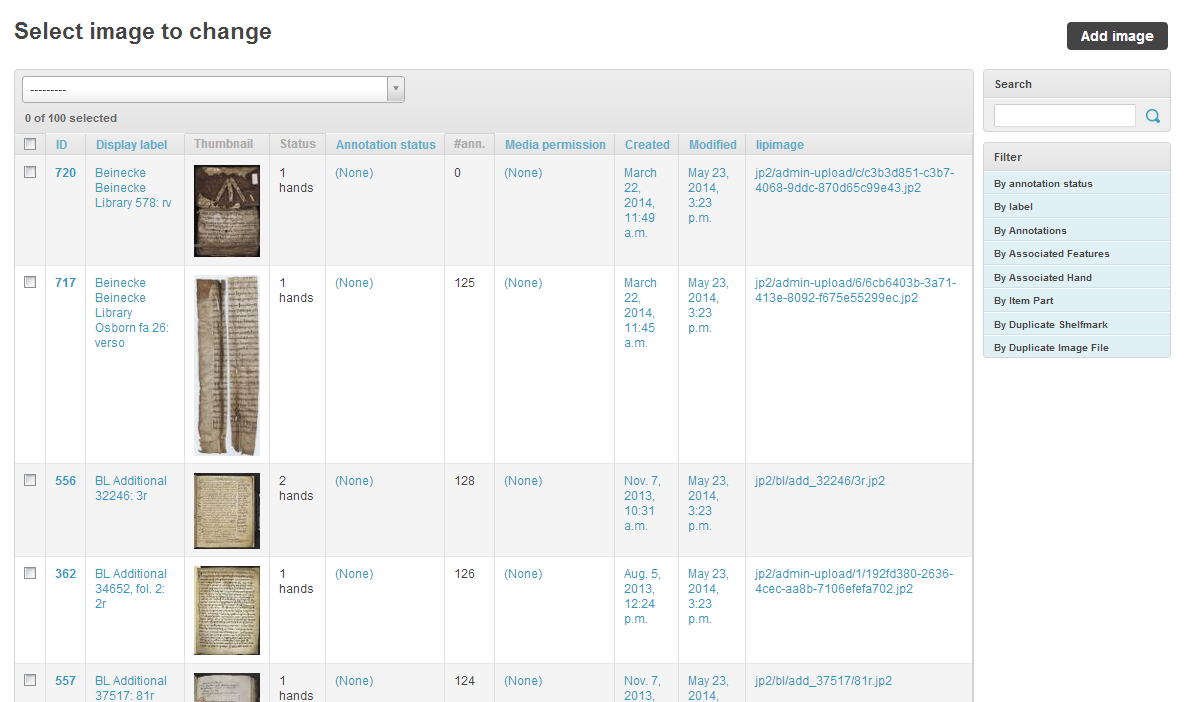 Select image to change
Add image
---------
0 of 100 selected
ID Display label Thumbnail Status Annotation status #ann. Media permission Created Modified Iipimage
720
Beinecke
Beinecke
Library 578: rv
1
hands
(None)
0
(None)
March
22,
2014,
11:49
a.m.
May 23,
2014,
3:23
p.m.
jp2/admin-upload/c/c3b3d851-c3b7-
4068-9ddc-870d65c99e43.jp2
717
Beinecke
Beinecke
Library
Osborn fa 26:
verso
1
hands
(None)
125
(None)
March
22,
2014,
11:45
a.m.
May 23,
2014,
3:23
p.m.
jp2/admin-upload/6/6cb6403b-3a71-
413e-8092-f675e55299ec.jp2
556
BL Additional
32246: 3r
2
hands
(None)
128
(None)
Nov. 7,
2013,
10:31
a.m.
May 23,
2014,
3:23
p.m.
jp2/bl/add_32246/3r.jp2
362
BL Additional
34652, fol. 2:
2r
1
hands
(None)
126
(None)
Aug. 5,
2013,
12:24
p.m.
May 23,
2014,
3:23
p.m.
jp2/admin-upload/1/192fd380-2636-
4cec-aa8b-7106efefa702.jp2
557
BL Additional
37517: 81r
1
hands
(None)
124
(None)
Nov. 7,
2013,
May 23,
2014,
jp2/bl/add_37517/81r.jp2
Search
Filter
By annotation status
By label
By Annotations
By Associated Features
By Associated Hand
By Item Part
By Duplicate Shelfmark
By Duplicate Image File